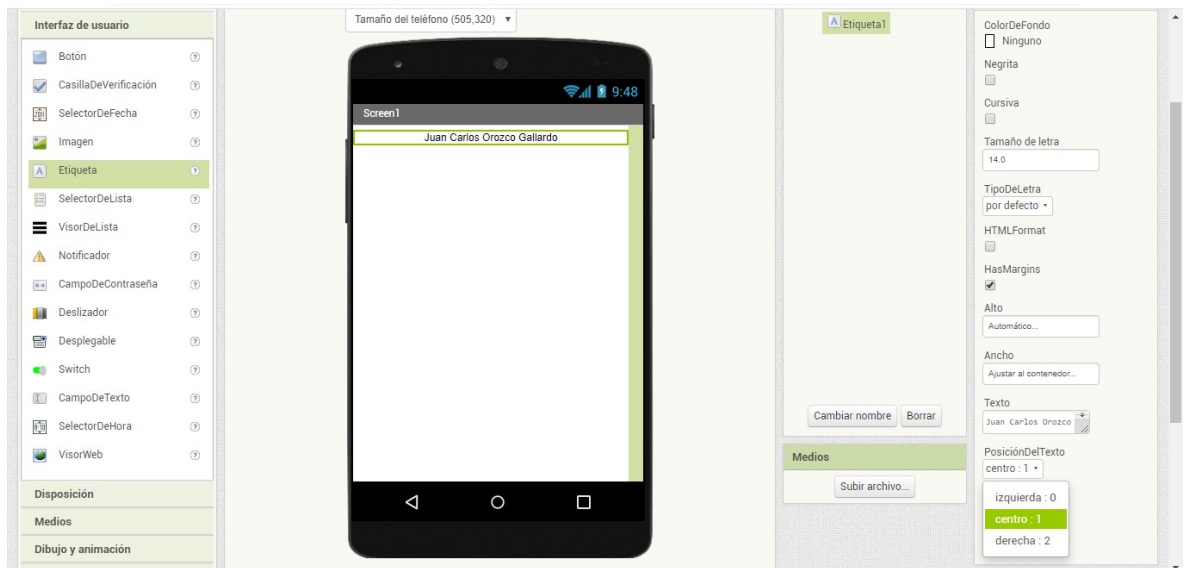 Interfaz de usuario
Botón
CasillaDeVerificación
SelectorDeFecha
Imagen
Etiqueta
SelectorDeLista
VisorDeLista
Notificador
CampoDeContraseña
Deslizador
Desplegable
Switch
CampoDeTexto
SelectorDeHora
VisorWeb
Disposición
Medios
Dibujo y animación
Tamaño del teléfono (505,320)
9:48
Screen1
Juan Carlos Orozco Gallardo
Etiqueta1
Cambiar nombre Borrar
Medios
Subir archivo...
ColorDeFondo
Ninguno
Negrita
Cursiva
Tamaño de letra
14.0
TipoDeLetra
por defecto
HTMLFormat
HasMargins
Alto
Automático...
Ancho
Ajustar al contenedor...
Texto
Juan Carlos Orozco
PosiciónDelTexto
centro : 1
izquierda : 0
centro : 1
derecha : 2